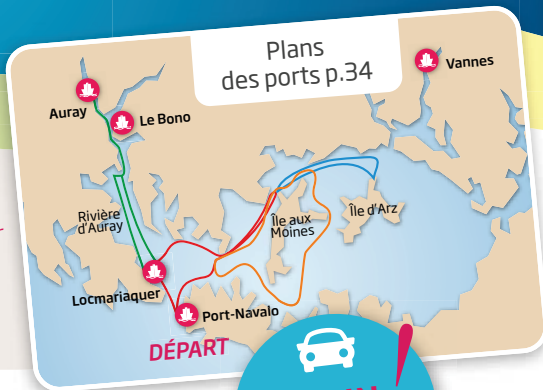 Plans
des ports p.34
Vannes
Auray
Le Bono
Rivière
d'Auray
Île aux
Moines
Île d'Arz
Locmariaquer
Port-Navalo
DÉPART